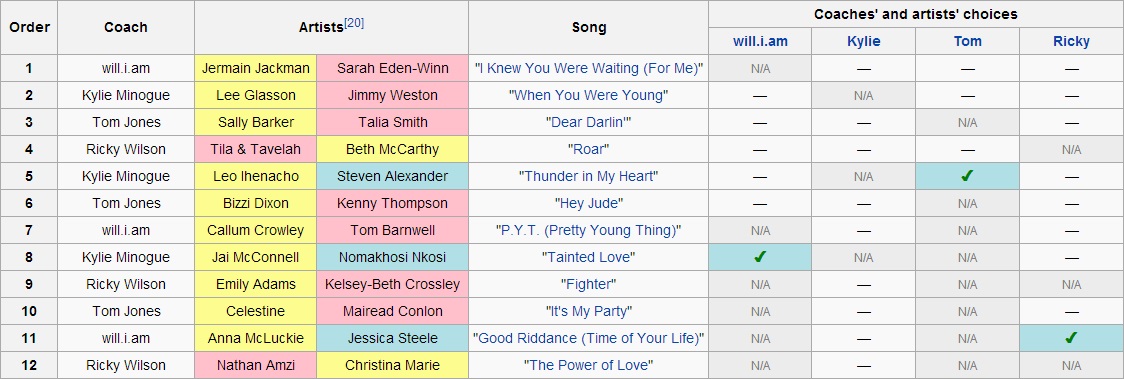 Order Coach Artists[20] Song Coaches' and artists' choices
will.i.am Kylie Tom Ricky
1 will.i.am Jermain Jackman Sarah Eden-Winn "I Knew You Were Waiting (For Me)" N/A — — —
2 Kylie Minogue Lee Glasson Jimmy Weston "When You Were Young" — N/A — —
3 Tom Jones Sally Barker Talia Smith "Dear Darlin'" — — N/A —
4 Ricky Wilson Tila & Tavelah Beth McCarthy "Roar" — — — N/A
5 Kylie Minogue Leo Ihenacho Steven Alexander "Thunder in My Heart" — N/A ✔ —
6 Tom Jones Bizzi Dixon Kenny Thompson "Hey Jude" — — N/A —
7 will.i.am Callum Crowley Tom Barnwell "P.Y.T. (Pretty Young Thing)" N/A — N/A —
8 Kylie Minogue Jai McConnell Nomakhosi Nkosi "Tainted Love" ✔ N/A N/A —
9 Ricky Wilson Emily Adams Kelsey-Beth Crossley "Fighter" N/A — N/A N/A
10 Tom Jones Celestine Mairead Conlon "It's My Party" N/A — N/A —
11 will.i.am Anna McLuckie Jessica Steele "Good Riddance (Time of Your Life)" N/A — N/A ✔
12 Ricky Wilson Nathan Amzi Christina Marie "The Power of Love" N/A — N/A N/A